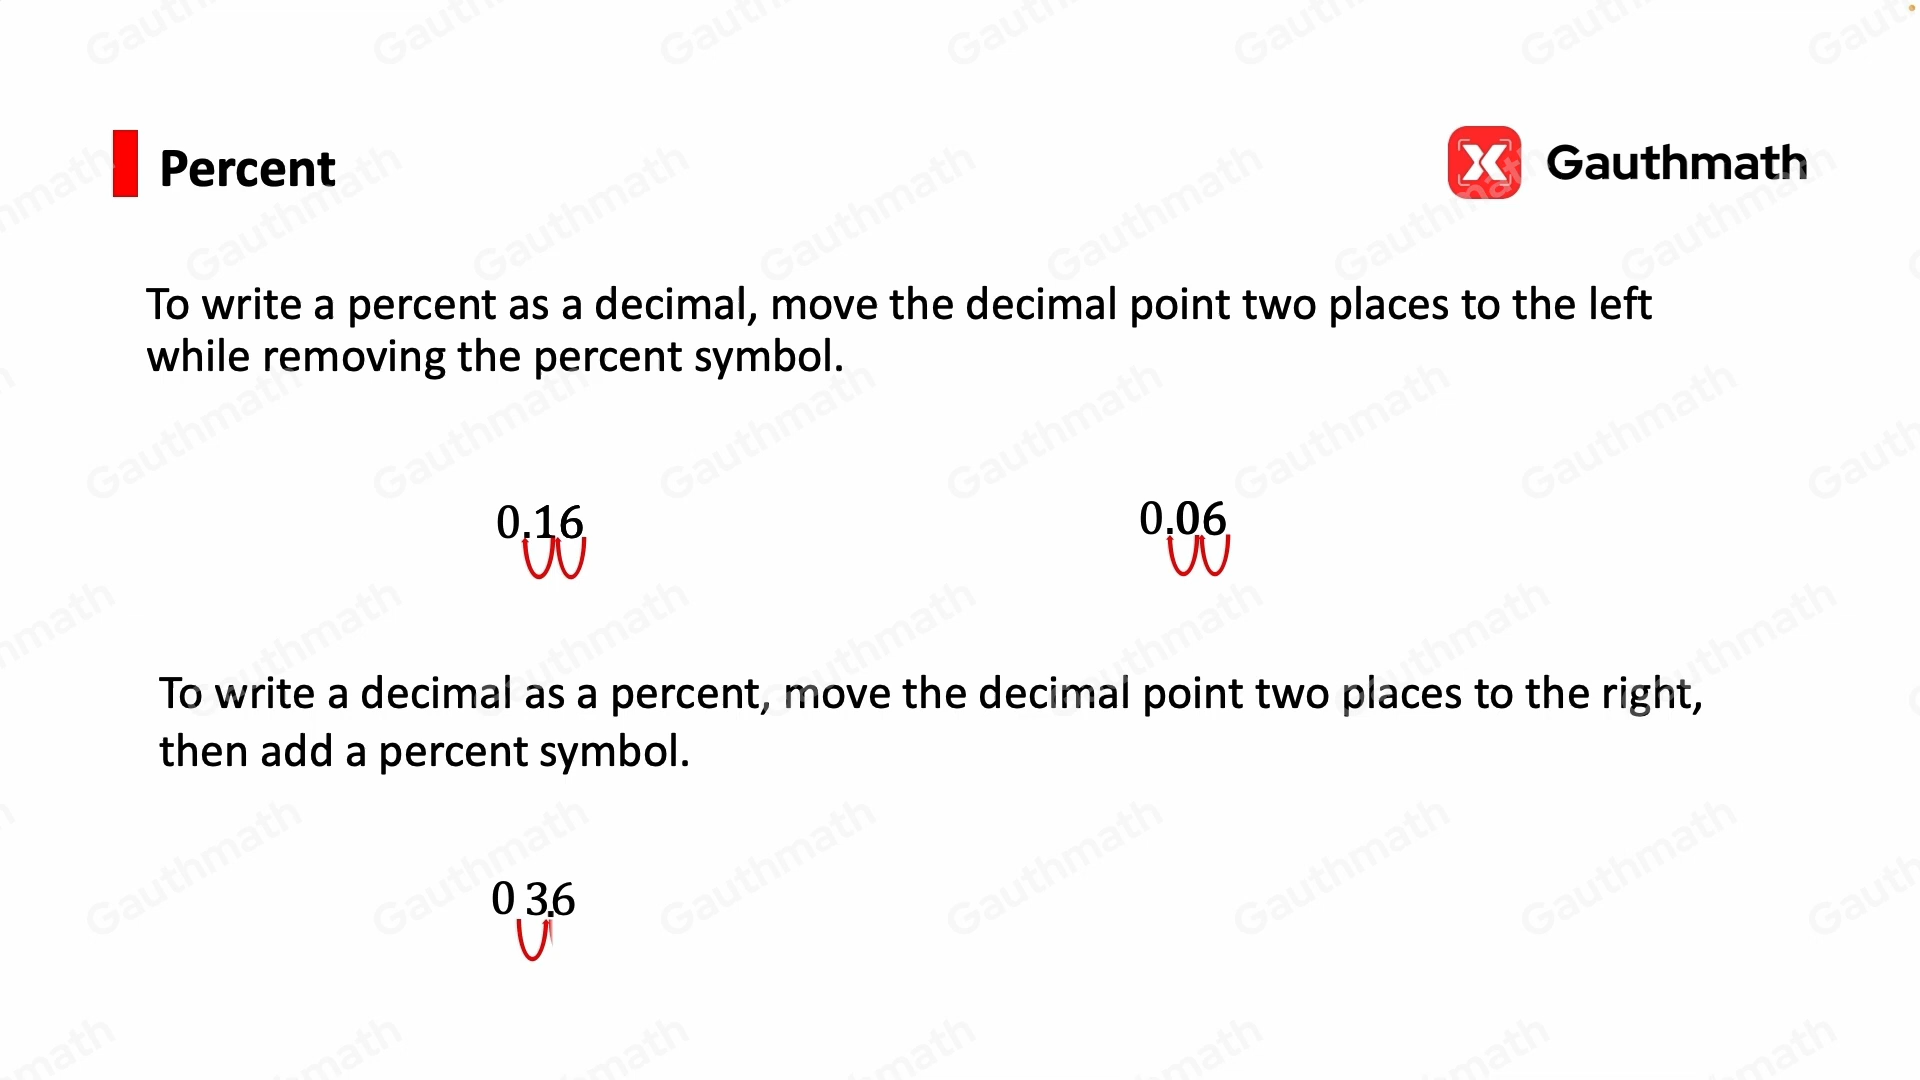 Percent
Gauthmath
To write a percent as a decimal, move the decimal point two places to the left
while removing the percent symbol.
0.16
0.06
To write a decimal as a percent, move the decimal point two places to the right,
then add a percent symbol.
0 3.6